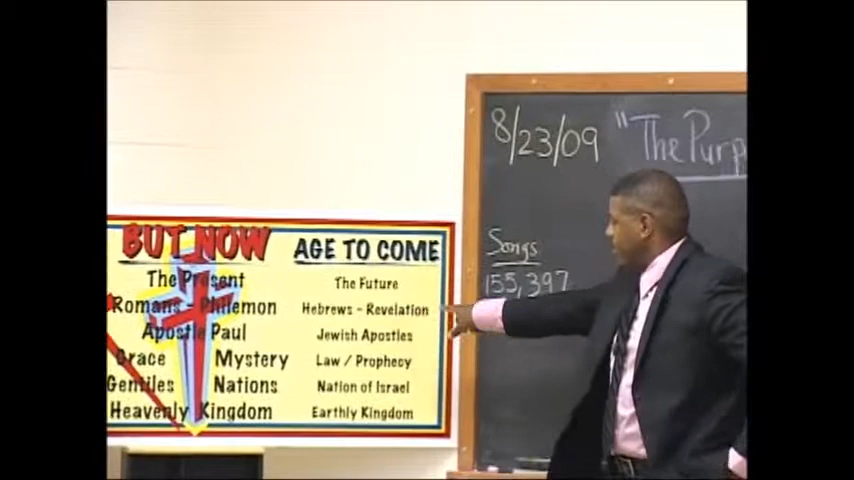 8/23/09 "The Purp
Songs
155,397
BUT NOW
The Present
Romans - Philemon
Apostle Paul
Grace Mystery
Gentiles Nations
Heavenly Kingdom
AGE TO COME
The Future
Hebrews - Revelation
Jewish Apostles
Law / Prophecy
Nation of Israel
Earthly Kingdom